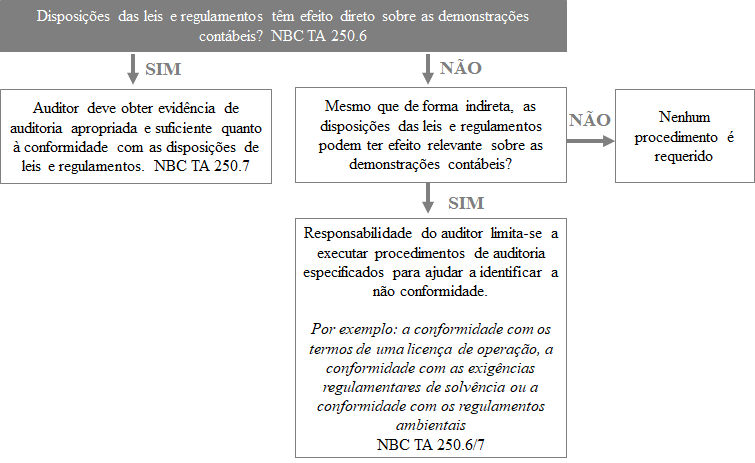 Disposições das leis e regulamentos têm efeito direto sobre as demonstrações
contábeis? NBC TA 250.6
SIM
NÃO
Auditor deve obter evidência de
auditoria apropriada e suficiente quanto
à conformidade com as disposições de
leis e regulamentos. NBC TA 250.7
Mesmo que de forma indireta, as
disposições das leis e regulamentos
podem ter efeito relevante sobre as
demonstrações contábeis?
NÃO
Nenhum
procedimento é
requerido
SIM
Responsabilidade do auditor limita-se a
executar procedimentos de auditoria
especificados para ajudar a identificar a
não conformidade.
Por exemplo: a conformidade com os
termos de uma licença de operação, a
conformidade com as exigências
regulamentares de solvência ou a
conformidade com os regulamentos
ambientais
NBC TA 250.6/7